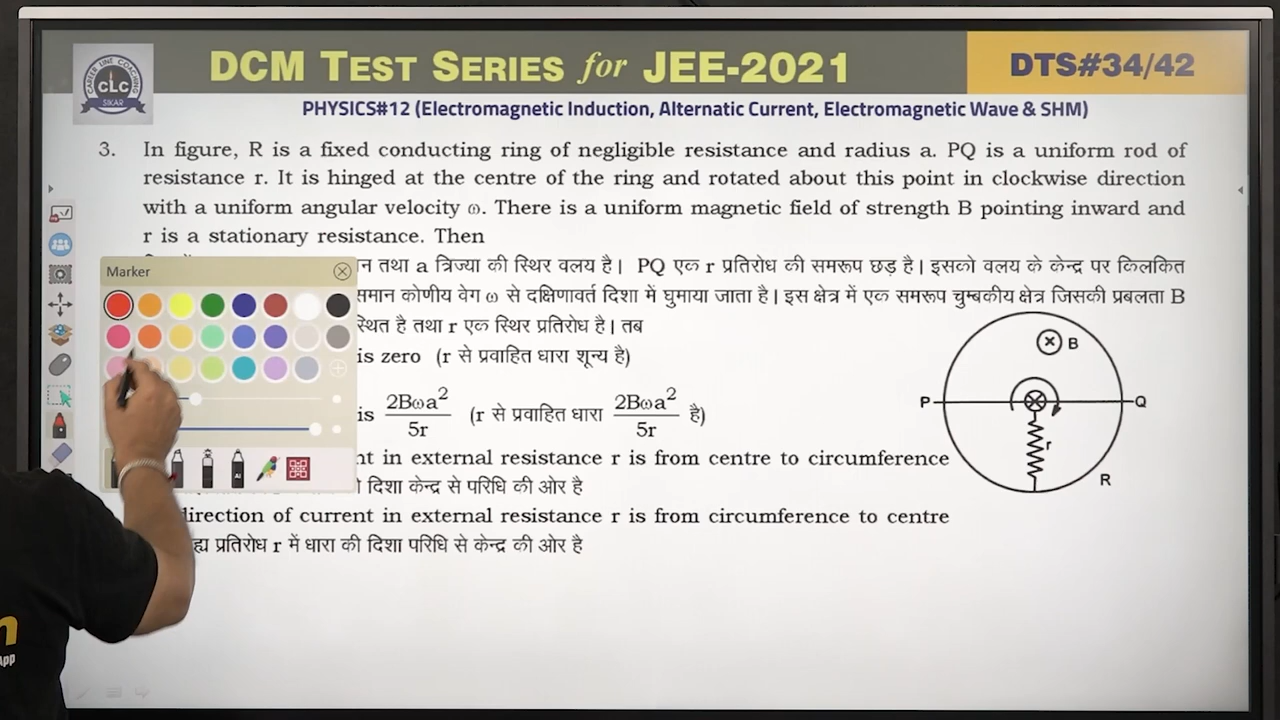 CAREER LINE COACHING
CLC
SIKAR
DCM TEST SERIES for JEE-2021
DTS#34/42
PHYSICS#12 (Electromagnetic Induction, Alternatic Current, Electromagnetic Wave & SHM)
3. In figure, R is a fixed conducting ring of negligible resistance and radius a. PQ is a uniform rod of
resistance r. It is hinged at the centre of the ring and rotated about this point in clockwise direction
with a uniform angular velocity ω. There is a uniform magnetic field of strength B pointing inward and
r is a stationary resistance. Then
तथा a त्रिज्या की स्थिर वलय है। PQ एक r प्रतिरोध की समरूप छड़ है। इसको वलय के केन्द्र पर किलकित
समान कोणीय वेग ω से दक्षिणावर्त दिशा में घुमाया जाता है। इस क्षेत्र में एक समरूप चुम्बकीय क्षेत्र जिसकी प्रबलता B
है तथा r एक स्थिर प्रतिरोध है। तब
is zero (r से प्रवाहित धारा शून्य है)
is 2Bωa²/5r (r से प्रवाहित धारा 2Bωa²/5r है)
in external resistance r is from centre to circumference
दिशा केन्द्र से परिधि की ओर है
direction of current in external resistance r is from circumference to centre
प्रतिरोध r में धारा की दिशा परिधि से केन्द्र की ओर है
Marker
B
P
Q
r
R
App